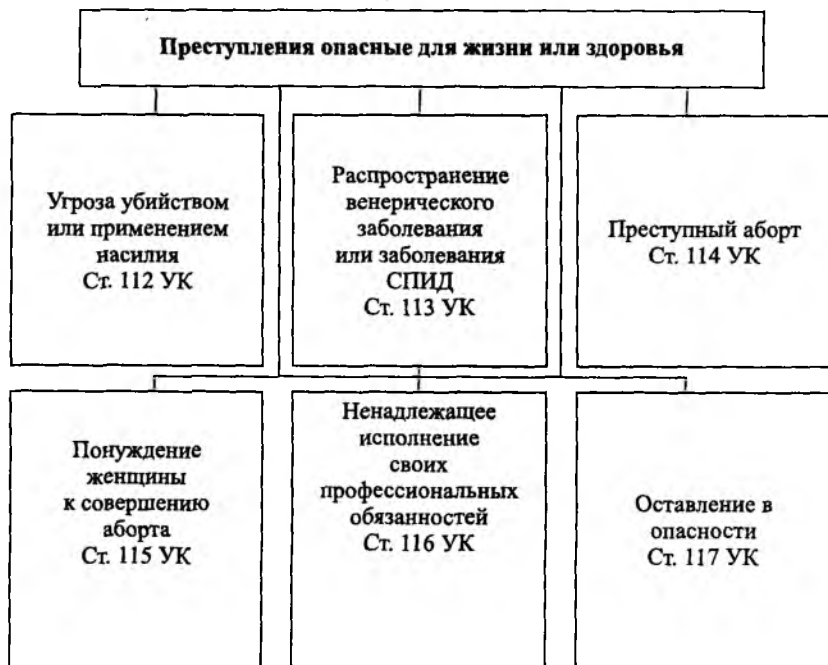 Преступления опасные для жизни или здоровья
Угроза убийством
или применением
насилия
Ст. 112 УК
Распространение
венерического
заболевания
или заболевания
СПИД
Ст. 113 УК
Преступный аборт
Ст. 114 УК
Понуждение
женщины
к совершению
аборта
Ст. 115 УК
Ненадлежащее
исполнение
своих
профессиональных
обязанностей
Ст. 116 УК
Оставление в
опасности
Ст. 117 УК